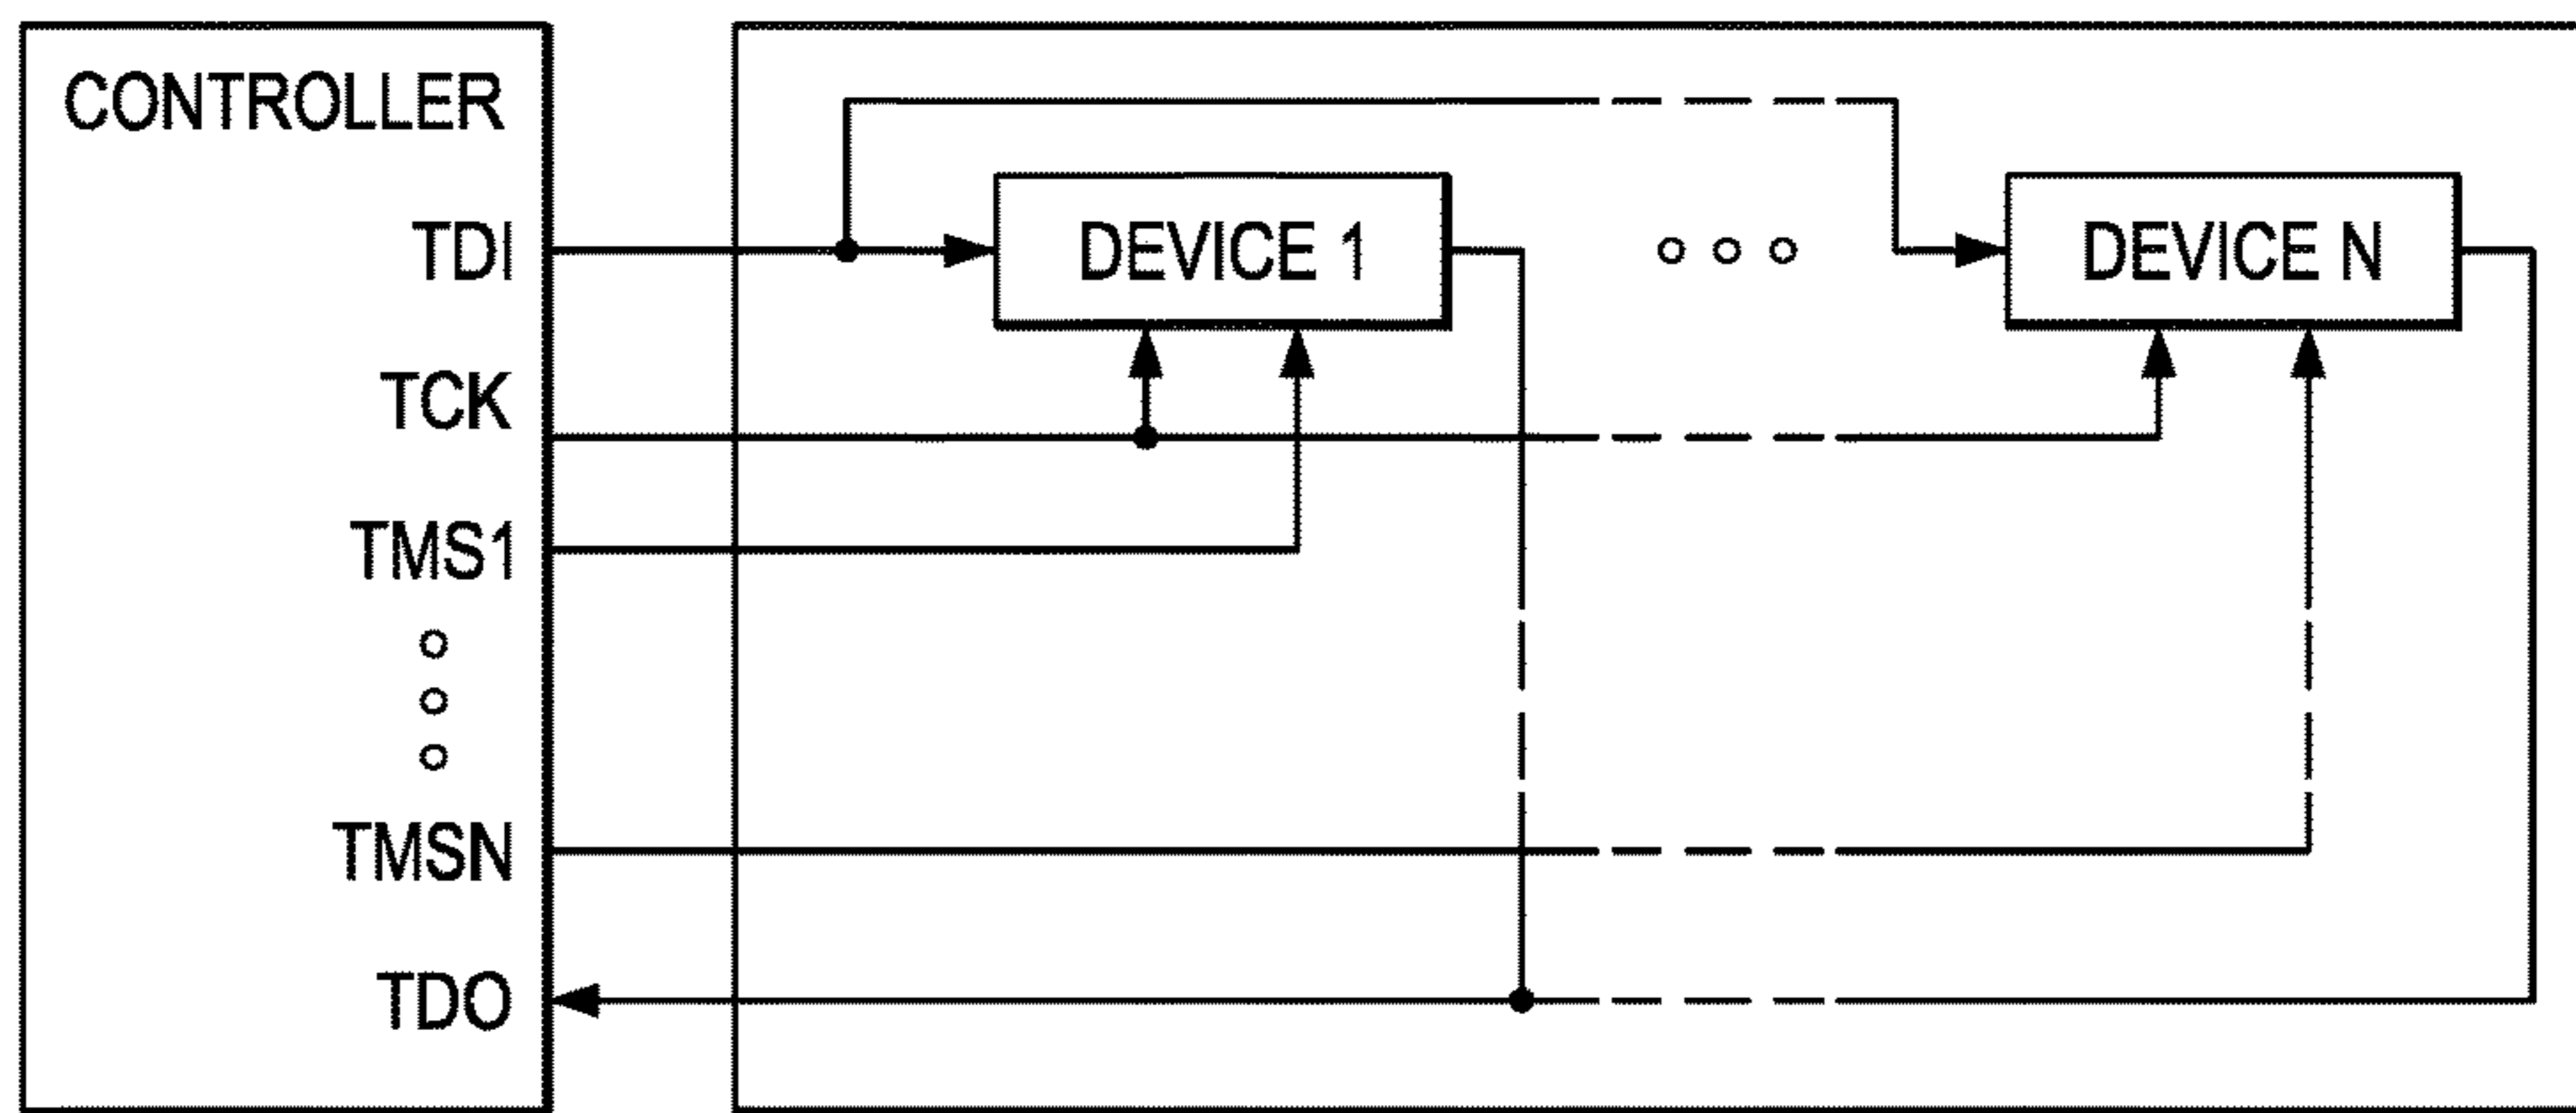 CONTROLLER
TDI
DEVICE 1
DEVICE N
TCK
TMS1
TMSN
TDO